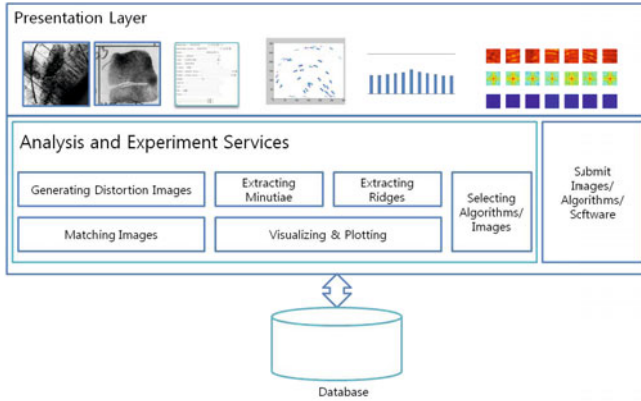 Presentation Layer
Analysis and Experiment Services
Generating Distortion Images
Extracting
Minutiae
Extracting
Ridges
Matching Images
Visualizing & Plotting
Selecting
Algorithms/
Images
Submit
Images/
Algorithms/
Software
Database